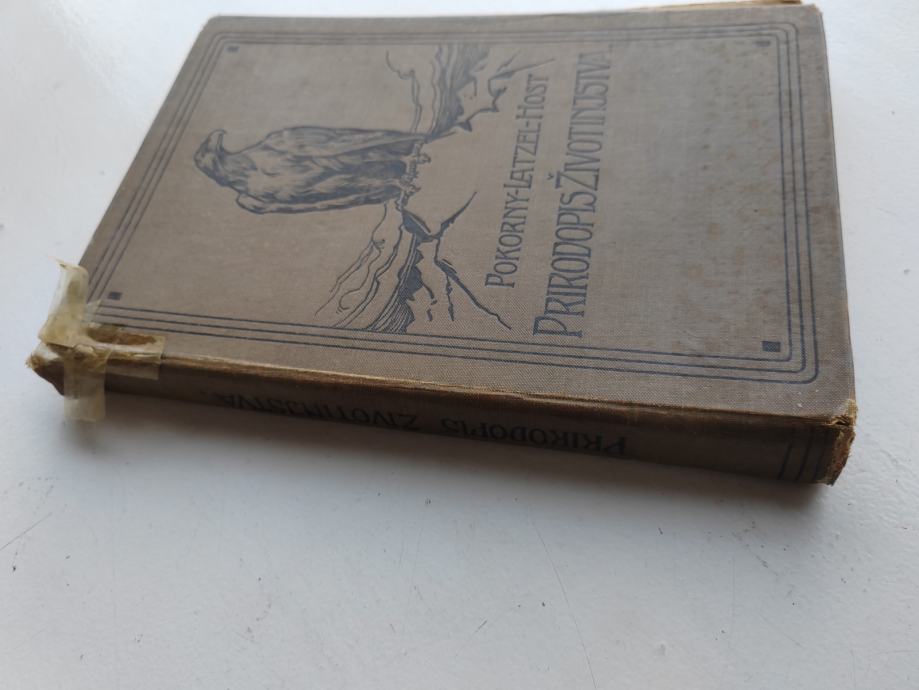 POKORNY-LATZEL-HOST
PRIRODOPIS ŽIVOTINJSTVA.
PRIRODOPIS ŽIVOTINJSTVA.